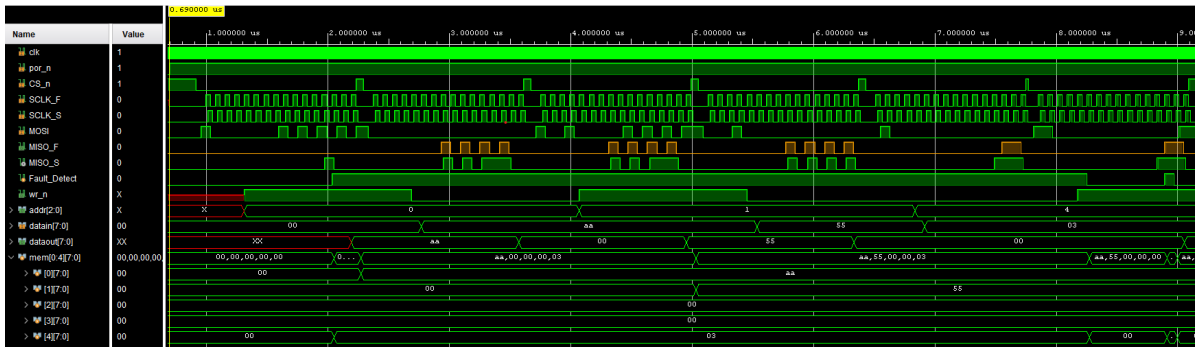 0.690000 us
Name Value
1.000000 us 2.000000 us 3.000000 us 4.000000 us 5.000000 us 6.000000 us 7.000000 us 8.000000 us 9.0
clk 1
por_n 1
CS_n 1
SCLK_F 0
SCLK_S 0
MOSI 0
MISO_F 0
MISO_S 0
Fault_Detect 0
wr_n X
addr[2:0] X X 0 1 4
datain[7:0] 00 00 aa 55 03
dataout[7:0] XX XX aa 00 55 00
mem[0:4][7:0] 00,00,00,00, 00,00,00,00,00 0... aa,00,00,00,03 aa,55,00,00,03 aa,55,00,00,00 . aa,
[0][7:0] 00 00 aa
[1][7:0] 00 00 55
[2][7:0] 00 00
[3][7:0] 00 00
[4][7:0] 00 00 03 00 .